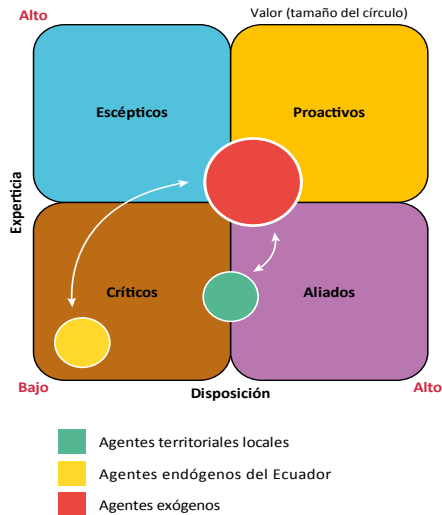 Alto
Valor (tamaño del círculo)
Escépticos
Proactivos
Experticia
Críticos
Aliados
Bajo
Disposición
Alto
Agentes territoriales locales
Agentes endógenos del Ecuador
Agentes exógenos